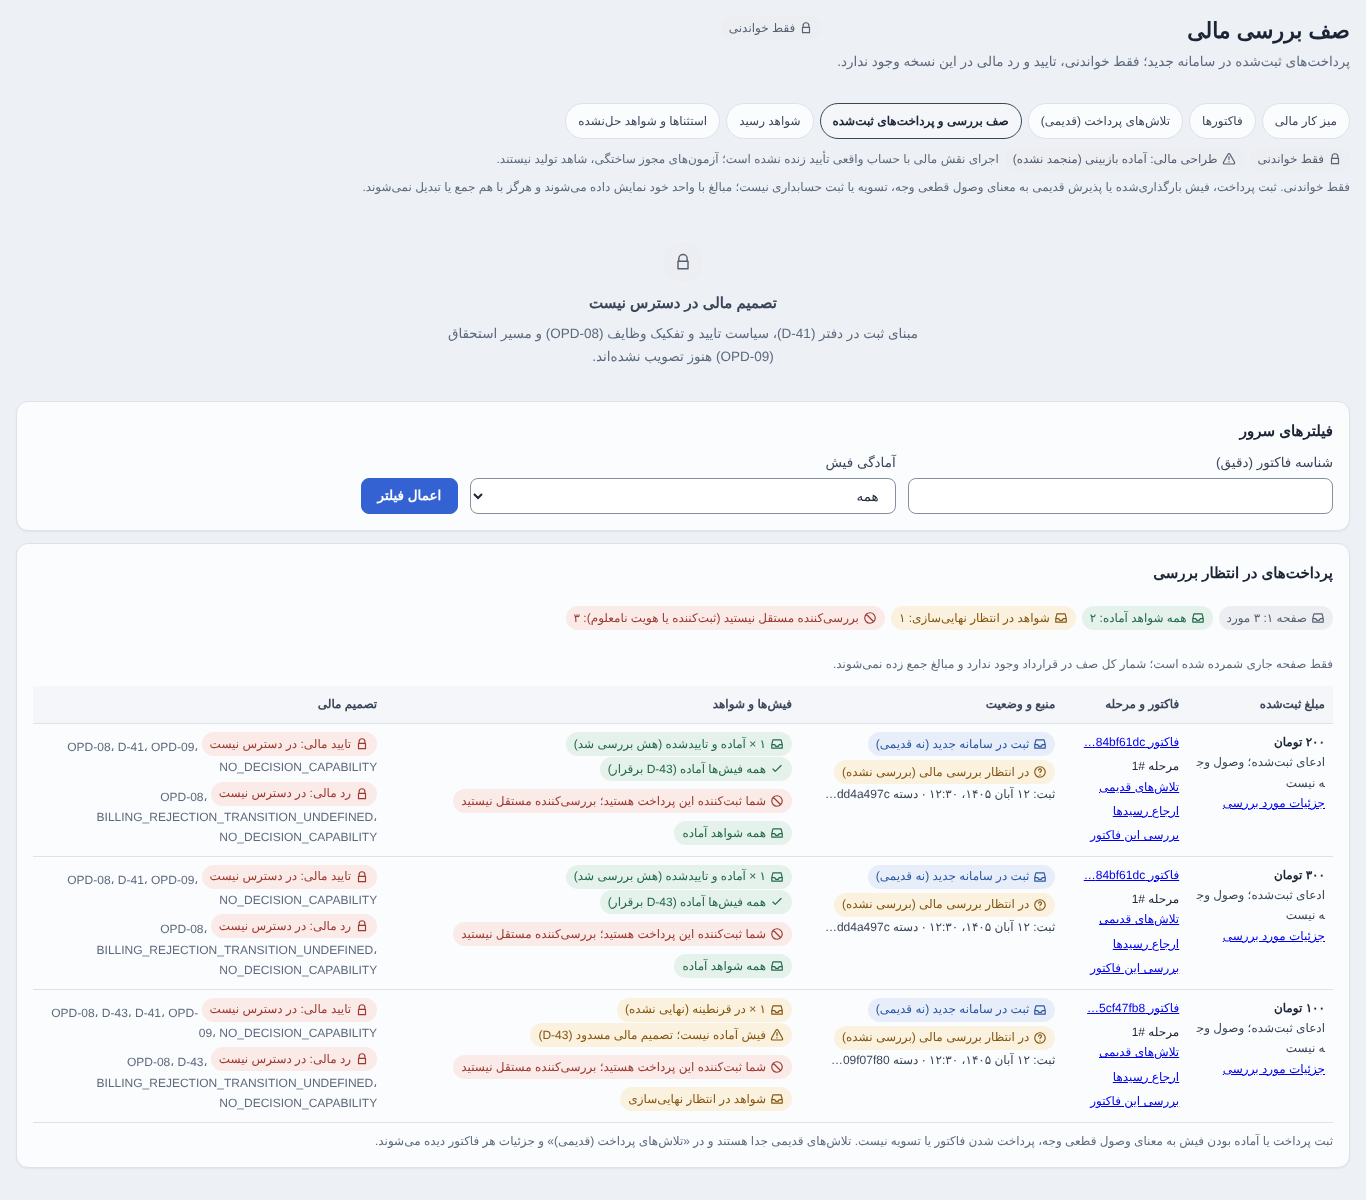 صف بررسی مالی
فقط خواندنی
پرداخت‌های ثبت‌شده در سامانه جدید؛ فقط خواندنی، تایید و رد مالی در این نسخه وجود ندارد.
میز کار مالی
فاکتورها
تلاش‌های پرداخت (قدیمی)
صف بررسی و پرداخت‌های ثبت‌شده
شواهد رسید
استثناها و شواهد حل‌نشده
فقط خواندنی
طراحی مالی: آماده بازبینی (منجمد نشده)
اجرای نقش مالی با حساب واقعی تأیید زنده نشده است؛ آزمون‌های مجوز ساختگی، شاهد تولید نیستند.
فقط خواندنی. ثبت پرداخت، فیش بارگذاری‌شده یا پذیرش قدیمی به معنای وصول قطعی وجه، تسویه یا ثبت حسابداری نیست؛ مبالغ با واحد خود نمایش داده می‌شوند و هرگز با هم جمع یا تبدیل نمی‌شوند.
تصمیم مالی در دسترس نیست
مبنای ثبت در دفتر (D-41)، سیاست تایید و تفکیک وظایف (OPD-08) و مسیر استحقاق
(OPD-09) هنوز تصویب نشده‌اند.
فیلترهای سرور
شناسه فاکتور (دقیق)
آمادگی فیش
همه
اعمال فیلتر
پرداخت‌های در انتظار بررسی
صفحه ۱: ۳ مورد
همه شواهد آماده: ۲
شواهد در انتظار نهایی‌سازی: ۱
بررسی‌کننده مستقل نیستید (ثبت‌کننده یا هویت نامعلوم): ۳
فقط صفحه جاری شمرده شده است؛ شمار کل صف در قرارداد وجود ندارد و مبالغ جمع زده نمی‌شوند.
مبلغ ثبت‌شده
فاکتور و مرحله
منبع و وضعیت
فیش‌ها و شواهد
تصمیم مالی
۲۰۰ تومان
ادعای ثبت‌شده؛ وصول وج
ه نیست
جزئیات مورد بررسی
فاکتور 84bf61dc…
مرحله #1
تلاش‌های قدیمی
ارجاع رسیدها
بررسی این فاکتور
ثبت در سامانه جدید (نه قدیمی)
در انتظار بررسی مالی (بررسی نشده)
ثبت: ۱۲ آبان ۱۴۰۵، ۱۲:۳۰ · دسته dd4a497c…
۱ × آماده و تاییدشده (هش بررسی شد)
همه فیش‌ها آماده (D-43 برقرار)
شما ثبت‌کننده این پرداخت هستید؛ بررسی‌کننده مستقل نیستید
همه شواهد آماده
تایید مالی: در دسترس نیست
OPD-08، D-41، OPD-09،
NO_DECISION_CAPABILITY
رد مالی: در دسترس نیست
OPD-08،
BILLING_REJECTION_TRANSITION_UNDEFINED،
NO_DECISION_CAPABILITY
۳۰۰ تومان
ادعای ثبت‌شده؛ وصول وج
ه نیست
جزئیات مورد بررسی
فاکتور 84bf61dc…
مرحله #1
تلاش‌های قدیمی
ارجاع رسیدها
بررسی این فاکتور
ثبت در سامانه جدید (نه قدیمی)
در انتظار بررسی مالی (بررسی نشده)
ثبت: ۱۲ آبان ۱۴۰۵، ۱۲:۳۰ · دسته dd4a497c…
۱ × آماده و تاییدشده (هش بررسی شد)
همه فیش‌ها آماده (D-43 برقرار)
شما ثبت‌کننده این پرداخت هستید؛ بررسی‌کننده مستقل نیستید
همه شواهد آماده
تایید مالی: در دسترس نیست
OPD-08، D-41، OPD-09،
NO_DECISION_CAPABILITY
رد مالی: در دسترس نیست
OPD-08،
BILLING_REJECTION_TRANSITION_UNDEFINED،
NO_DECISION_CAPABILITY
۱۰۰ تومان
ادعای ثبت‌شده؛ وصول وج
ه نیست
جزئیات مورد بررسی
فاکتور 5cf47fb8…
مرحله #1
تلاش‌های قدیمی
ارجاع رسیدها
بررسی این فاکتور
ثبت در سامانه جدید (نه قدیمی)
در انتظار بررسی مالی (بررسی نشده)
ثبت: ۱۲ آبان ۱۴۰۵، ۱۲:۳۰ · دسته 09f07f80…
۱ × در قرنطینه (نهایی نشده)
فیش آماده نیست؛ تصمیم مالی مسدود (D-43)
شما ثبت‌کننده این پرداخت هستید؛ بررسی‌کننده مستقل نیستید
شواهد در انتظار نهایی‌سازی
تایید مالی: در دسترس نیست
OPD-08، D-43، D-41، OPD-
09، NO_DECISION_CAPABILITY
رد مالی: در دسترس نیست
OPD-08، D-43،
BILLING_REJECTION_TRANSITION_UNDEFINED،
NO_DECISION_CAPABILITY
ثبت پرداخت یا آماده بودن فیش به معنای وصول قطعی وجه، پرداخت شدن فاکتور یا تسویه نیست. تلاش‌های قدیمی جدا هستند و در «تلاش‌های پرداخت (قدیمی)» و جزئیات هر فاکتور دیده می‌شوند.